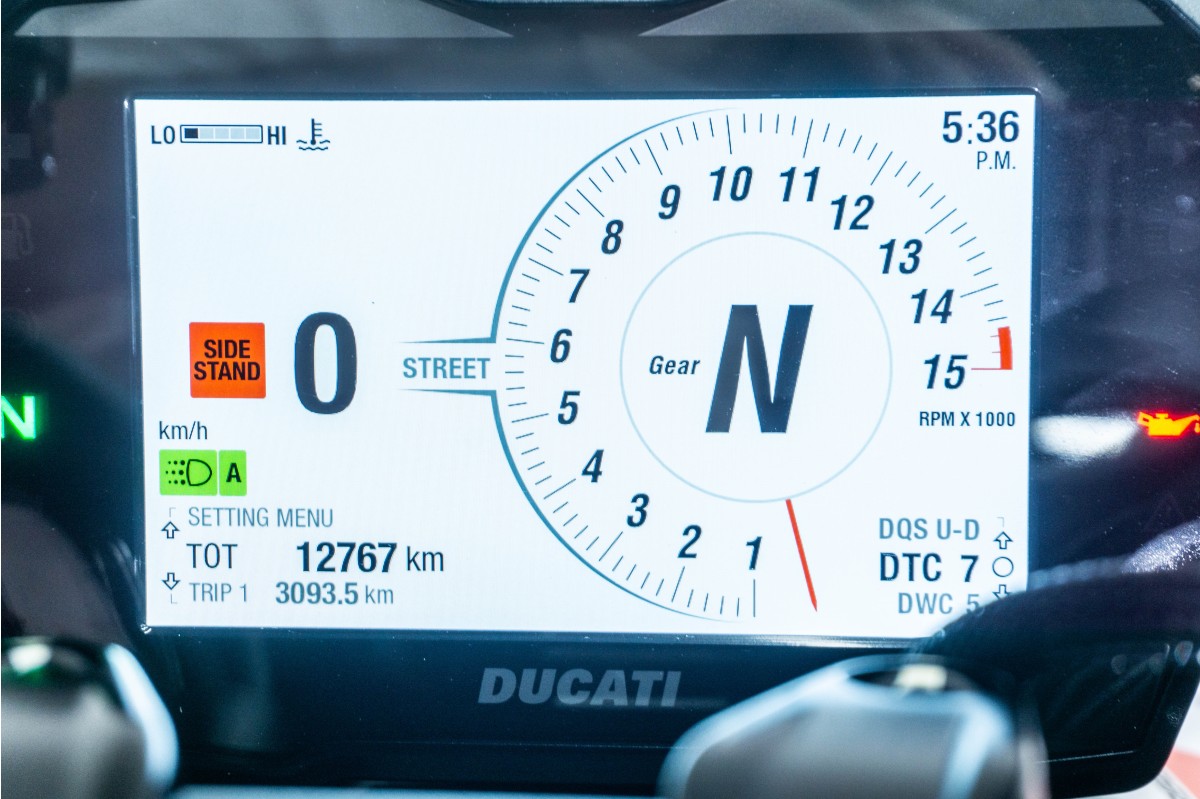 LO HI
5:36
P.M.
10 11
9 12
8 13
7 14
6 15
5
4
3
2
1
RPM X 1000
SIDE
STAND
0
STREET
Gear N
N
km/h
A
SETTING MENU
TOT 12767 km
TRIP 1 3093.5 km
DQS U-D
DTC 7
DWC 5
DUCATI